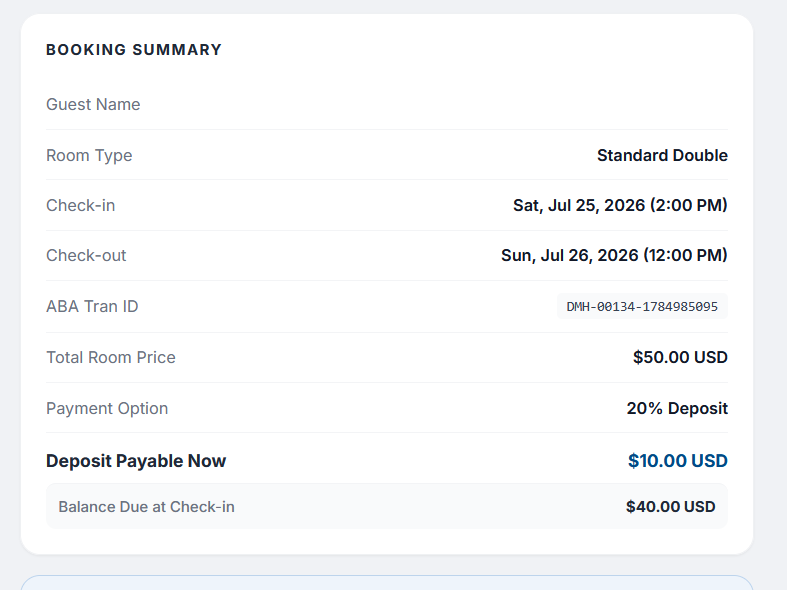 BOOKING SUMMARY
Guest Name
Room Type Standard Double
Check-in Sat, Jul 25, 2026 (2:00 PM)
Check-out Sun, Jul 26, 2026 (12:00 PM)
ABA Tran ID DMH-00134-1784985095
Total Room Price $50.00 USD
Payment Option 20% Deposit
Deposit Payable Now $10.00 USD
Balance Due at Check-in $40.00 USD